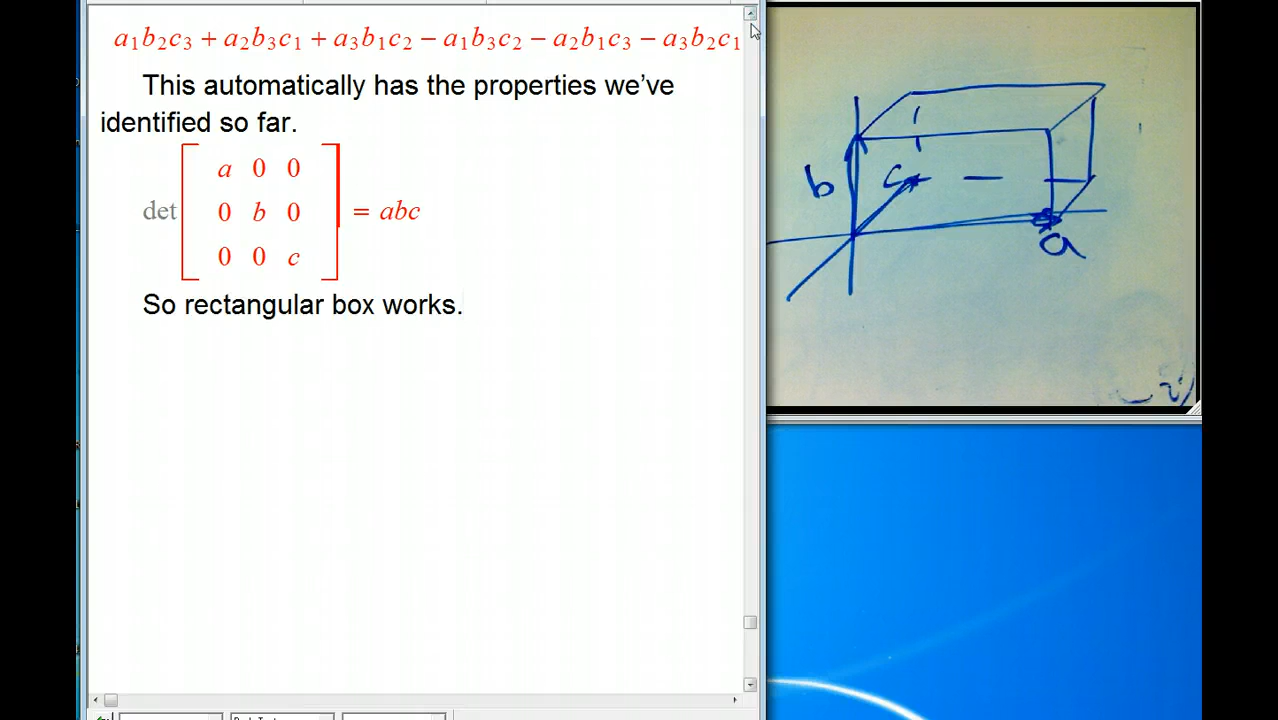 a₁b₂c₃ + a₂b₃c₁ + a₃b₁c₂ − a₁b₃c₂ − a₂b₁c₃ − a₃b₂c₁
This automatically has the properties we've
identified so far.
a 0 0
det 0 b 0 = abc
0 0 c
So rectangular box works.
b
c
a